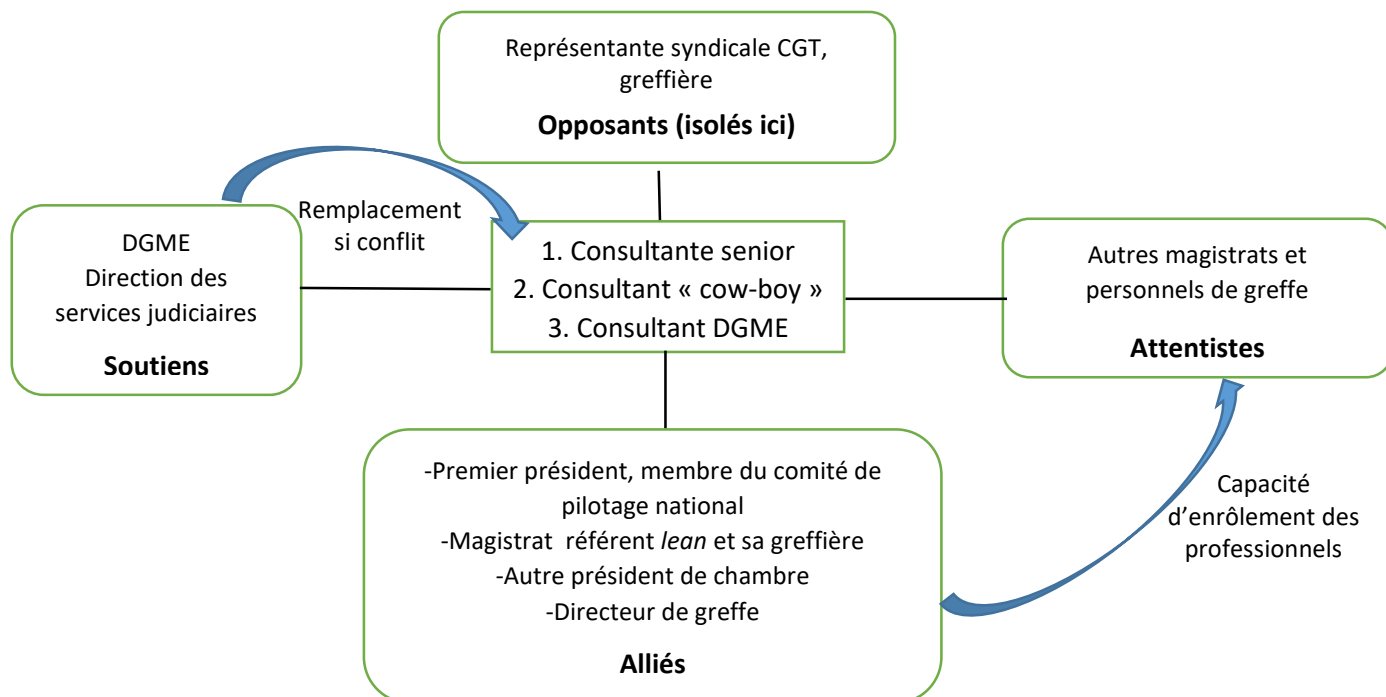 Représentante syndicale CGT,
greffière
Opposants (isolés ici)
Remplacement
si conflit
DGME
Direction des
services judiciaires
Soutiens
1. Consultante senior
2. Consultant « cow-boy »
3. Consultant DGME
Autres magistrats et
personnels de greffe
Attentistes
-Premier président, membre du comité de
pilotage national
-Magistrat référent lean et sa greffière
-Autre président de chambre
-Directeur de greffe
Alliés
Capacité
d’enrôlement des
professionnels